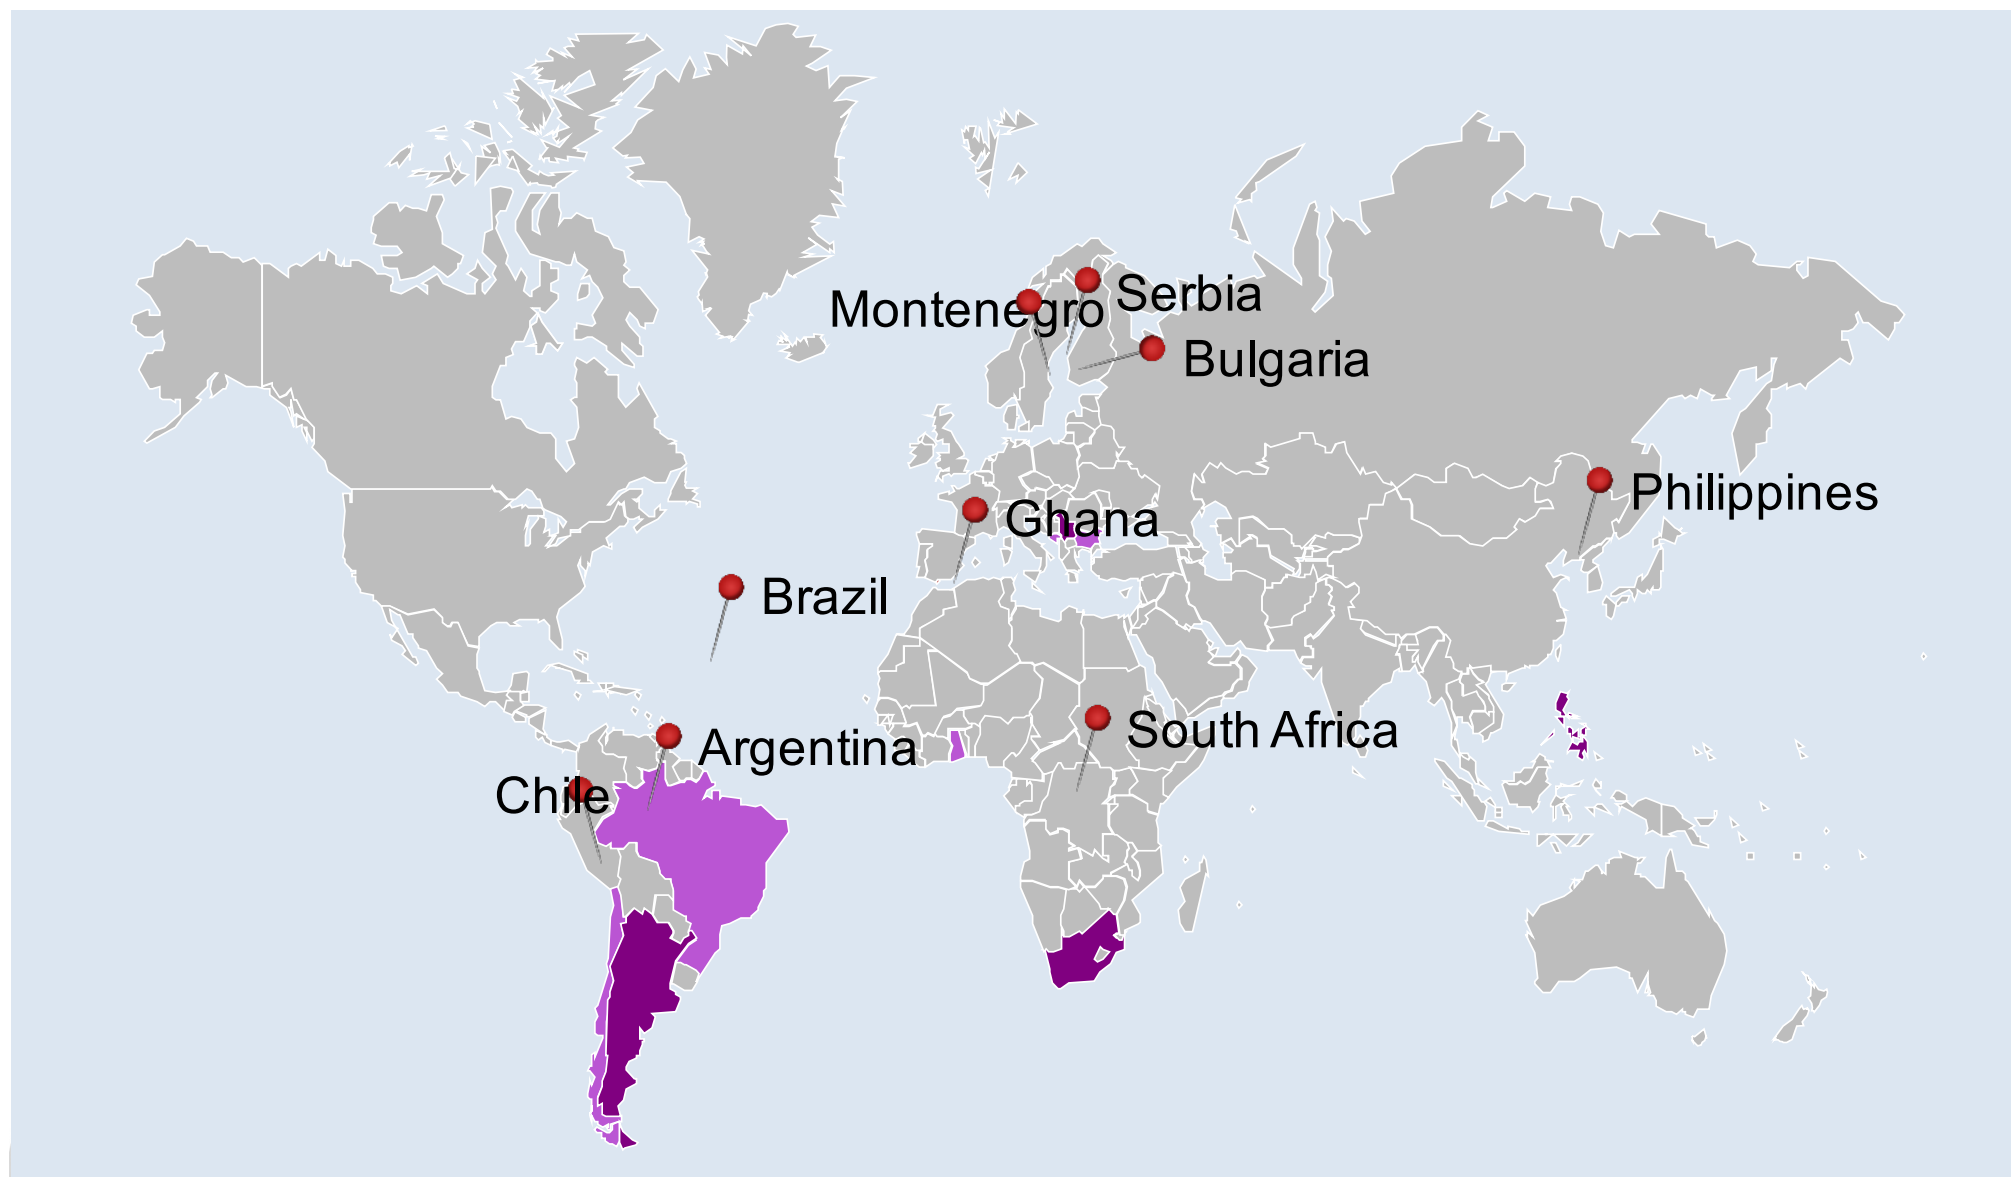 Serbia
Montenegro
Bulgaria
Philippines
Ghana
Brazil
South Africa
Argentina
Chile